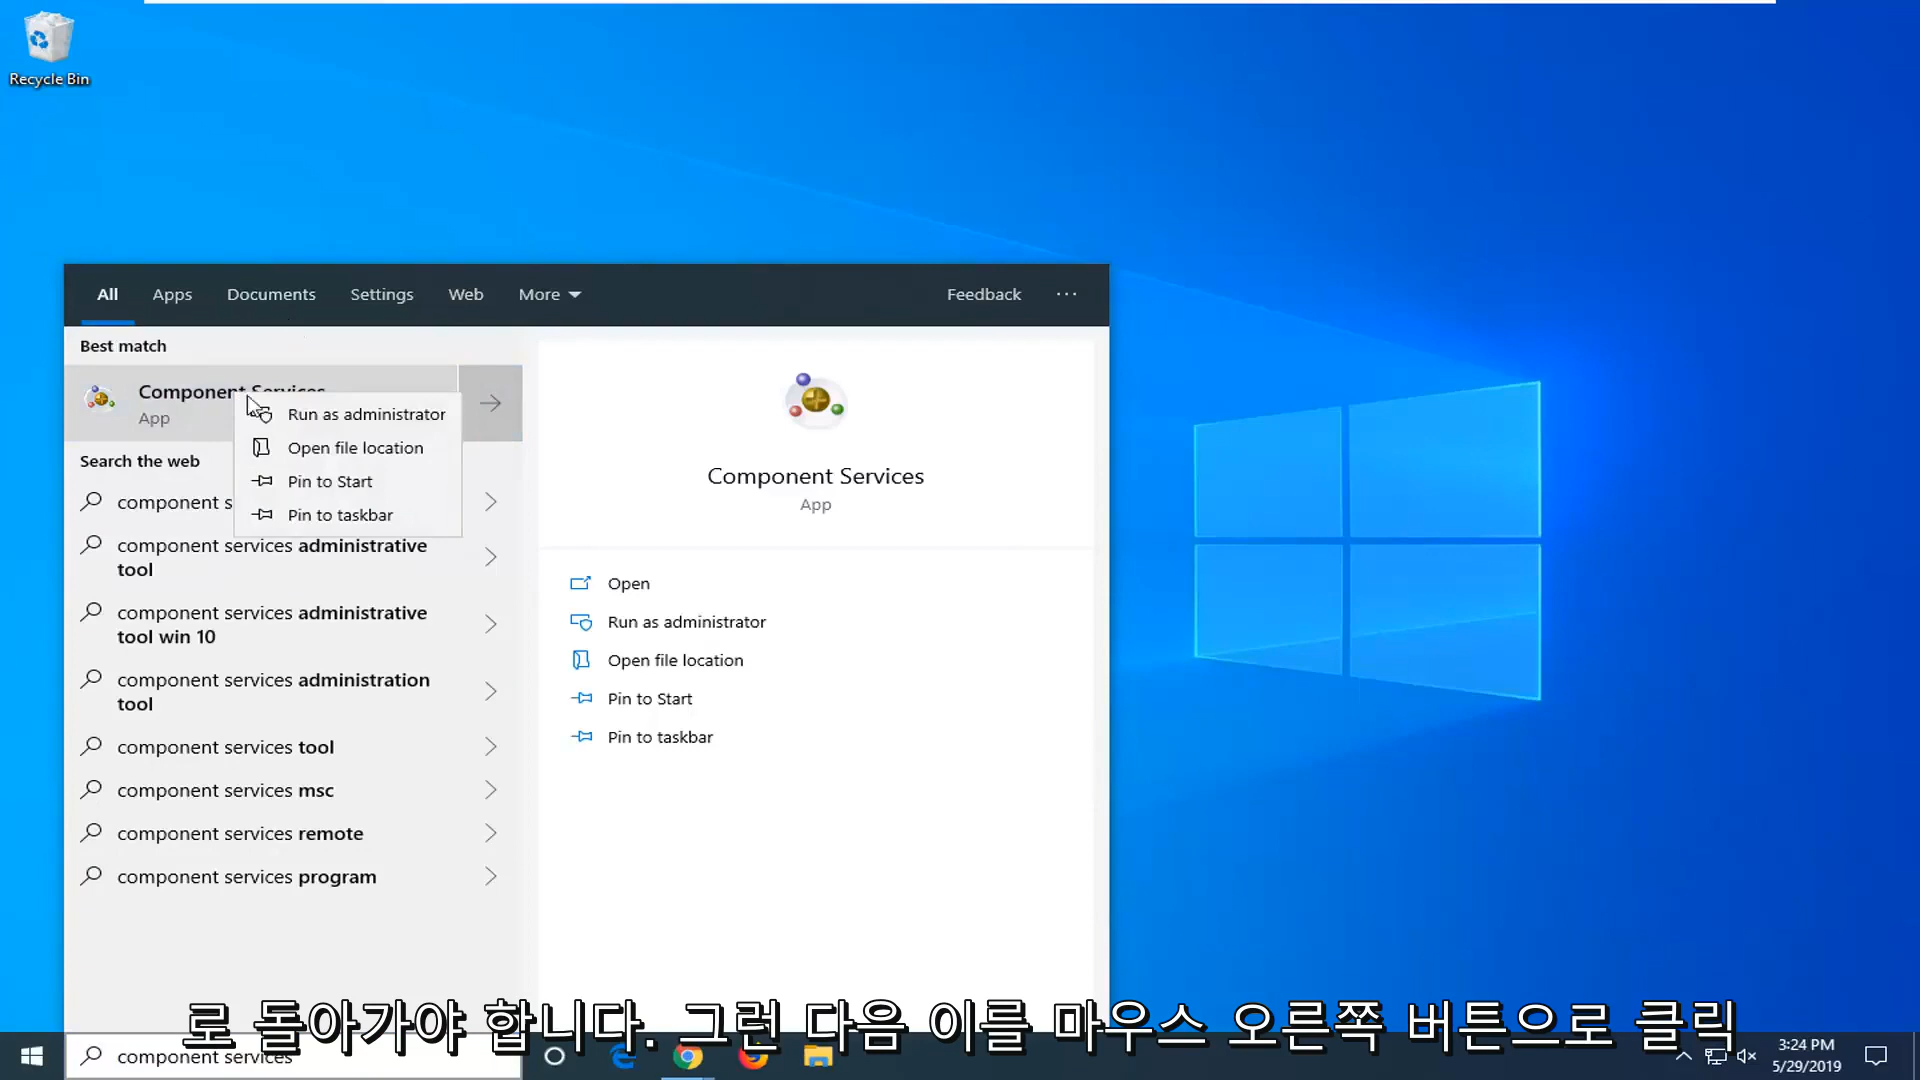 Recycle Bin
All Apps Documents Settings Web More Feedback
Best match
Component Services
App
Run as administrator
Open file location
Pin to Start
Pin to taskbar
Search the web
component s
component services administrative
tool
component services administrative
tool win 10
component services administration
tool
component services tool
component services msc
component services remote
component services program
Component Services
App
Open
Run as administrator
Open file location
Pin to Start
Pin to taskbar
로 돌아가야 합니다. 그런 다음 이를 마우스 오른쪽 버튼으로 클릭
component services
3:24 PM
5/29/2019